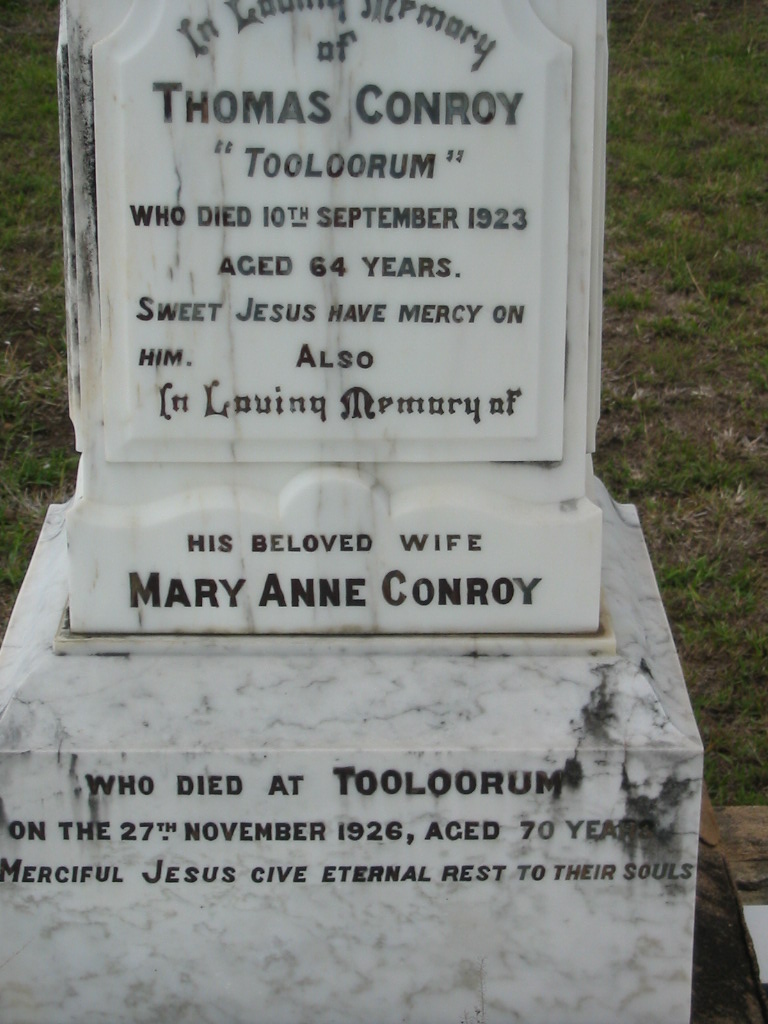 In Loving Memory
of
THOMAS CONROY
"TOOLOORUM"
WHO DIED 10TH SEPTEMBER 1923
AGED 64 YEARS.
SWEET JESUS HAVE MERCY ON
HIM. ALSO
In Loving Memory of
HIS BELOVED WIFE
MARY ANNE CONROY
WHO DIED AT TOOLOORUM
ON THE 27TH NOVEMBER 1926, AGED 70 YEARS
MERCIFUL JESUS GIVE ETERNAL REST TO THEIR SOULS